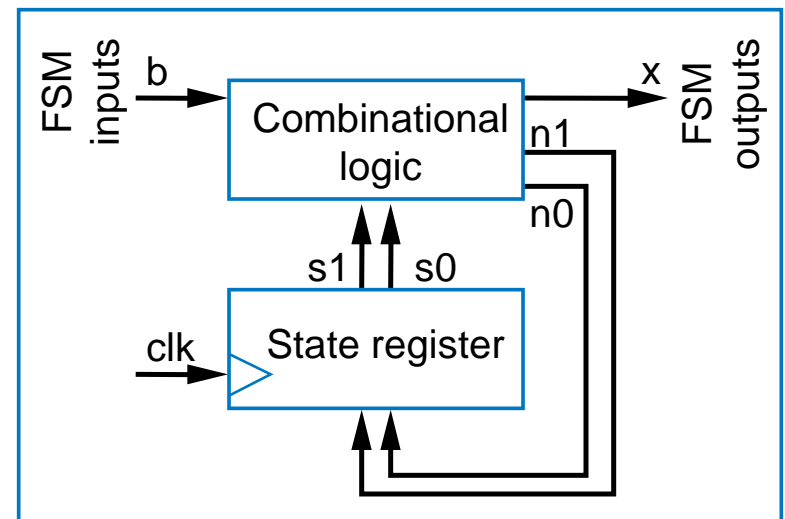 FSM
inputs
b
Combinational
logic
x
FSM
outputs
n1
n0
s1
s0
clk
State register